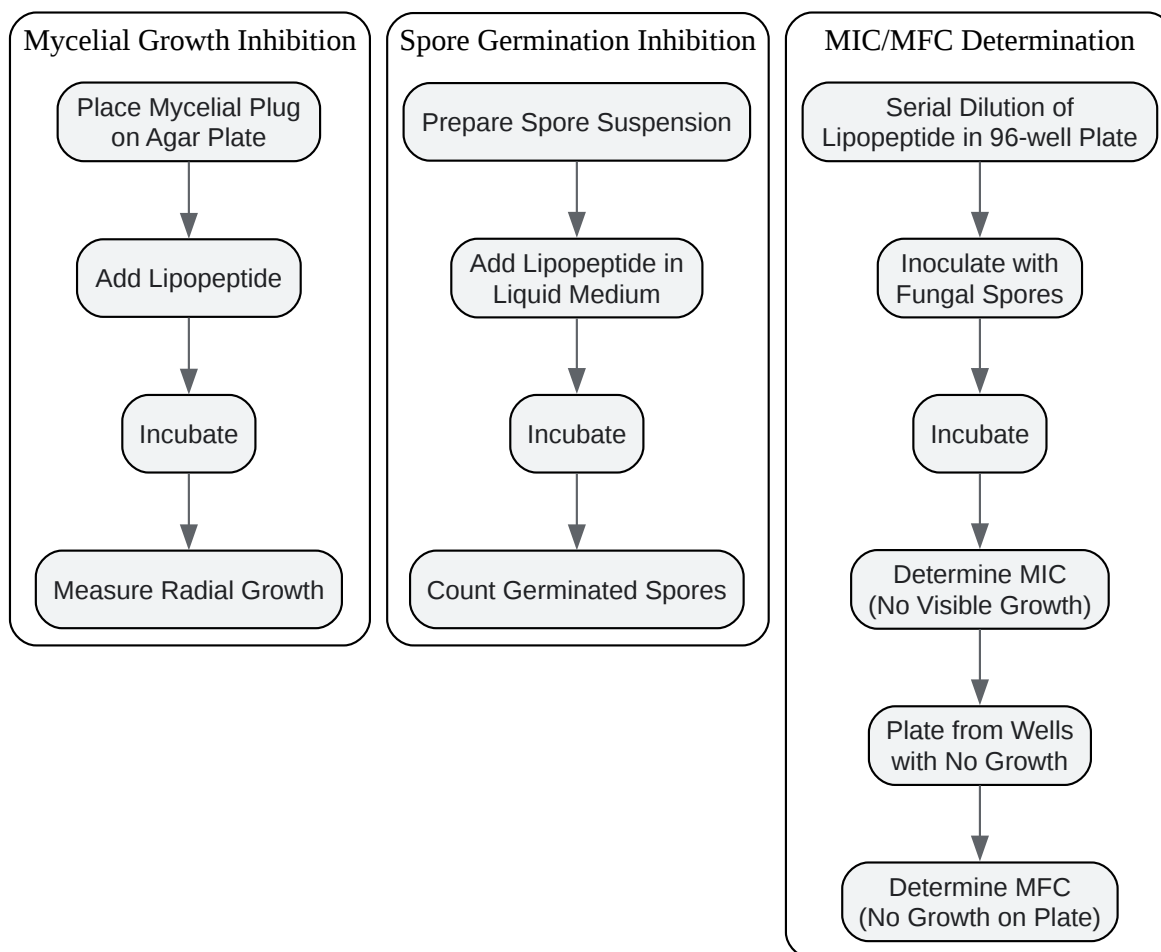 Mycelial Growth Inhibition
Place Mycelial Plug
on Agar Plate
Add Lipopeptide
Incubate
Measure Radial Growth
Spore Germination Inhibition
Prepare Spore Suspension
Add Lipopeptide in
Liquid Medium
Incubate
Count Germinated Spores
MIC/MFC Determination
Serial Dilution of
Lipopeptide in 96-well Plate
Inoculate with
Fungal Spores
Incubate
Determine MIC
(No Visible Growth)
Plate from Wells
with No Growth
Determine MFC
(No Growth on Plate)